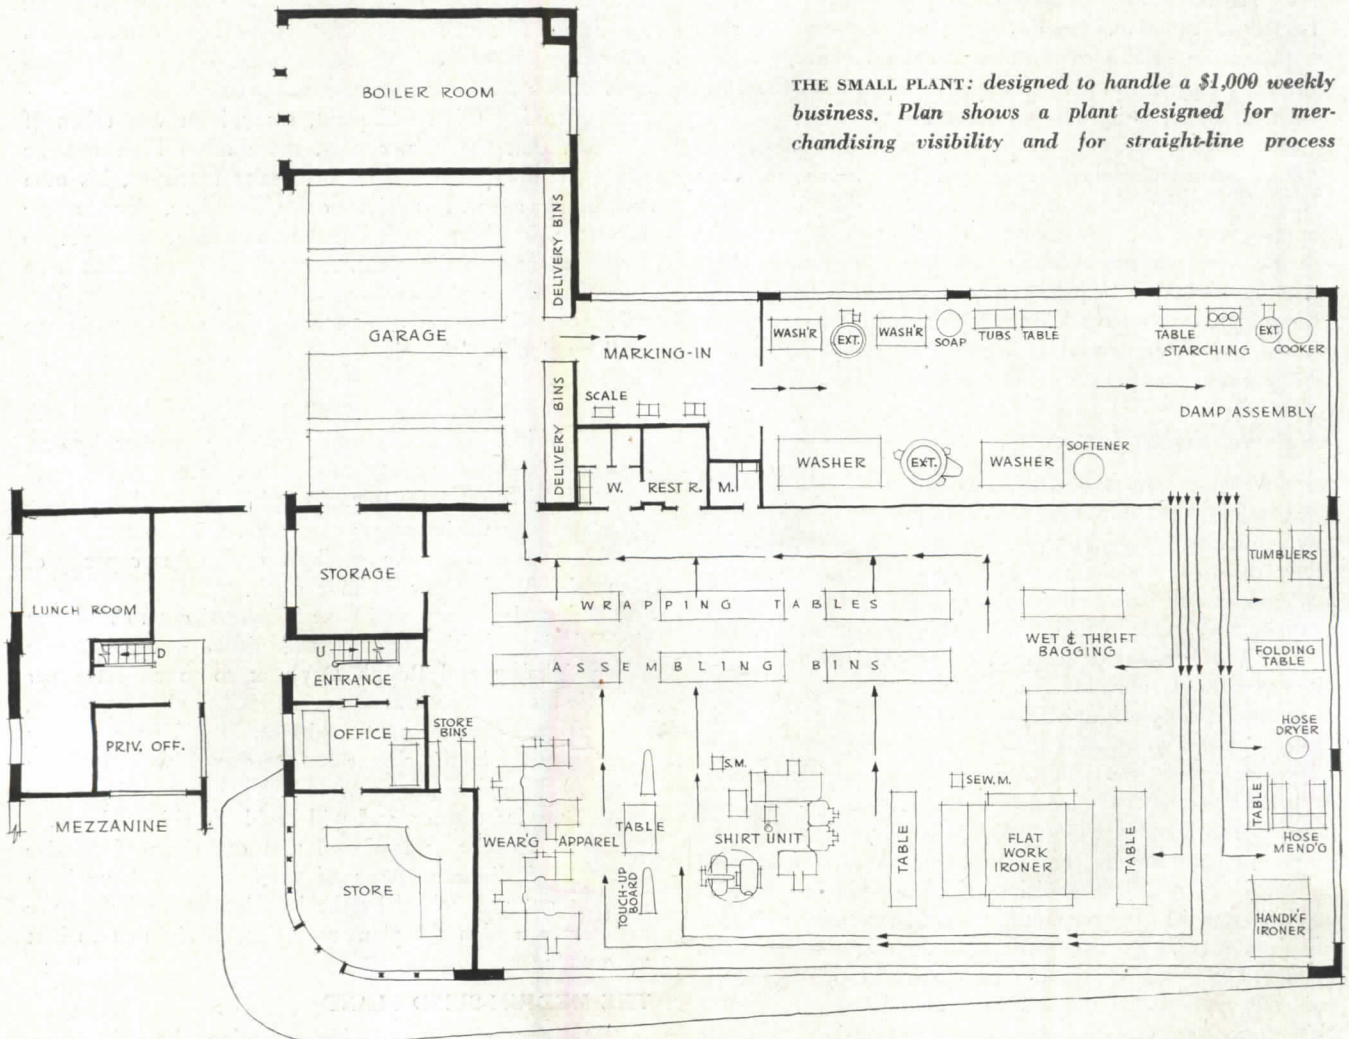 THE SMALL PLANT: designed to handle a $1,000 weekly
business. Plan shows a plant designed for mer-
chandising visibility and for straight-line process
BOILER ROOM
DELIVERY BINS
GARAGE
MARKING-IN
WASH'R
EXT.
WASH'R
SOAP
TUBS
TABLE
TABLE
STARCHING
EXT
COOKER
DELIVERY BINS
SCALE
DAMP ASSEMBLY
WASHER
EXT.
WASHER
SOFTENER
W.
REST R.
M.
STORAGE
LUNCH ROOM
D
U
ENTRANCE
WRAPPING TABLES
ASSEMBLING BINS
WET & THRIFT
BAGGING
TUMBLERS
FOLDING
TABLE
PRIV. OFF.
OFFICE
STORE
BINS
HOSE
DRYER
S.M.
SEW. M.
MEZZANINE
WEAR'G APPAREL
TABLE
SHIRT UNIT
TABLE
FLAT
WORK
IRONER
TABLE
TABLE
HOSE
MEND'G
STORE
TOUCH-UP
BOARD
HANDK'F
IRONER